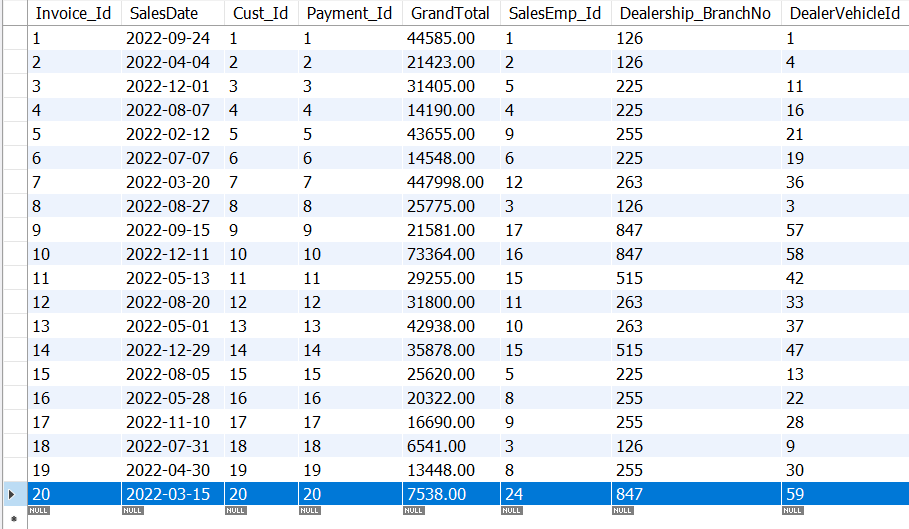 Invoice_Id SalesDate Cust_Id Payment_Id GrandTotal SalesEmp_Id Dealership_BranchNo DealerVehicleId
1 2022-09-24 1 1 44585.00 1 126 1
2 2022-04-04 2 2 21423.00 2 126 4
3 2022-12-01 3 3 31405.00 5 225 11
4 2022-08-07 4 4 14190.00 4 225 16
5 2022-02-12 5 5 43655.00 9 255 21
6 2022-07-07 6 6 14548.00 6 225 19
7 2022-03-20 7 7 447998.00 12 263 36
8 2022-08-27 8 8 25775.00 3 126 3
9 2022-09-15 9 9 21581.00 17 847 57
10 2022-12-11 10 10 73364.00 16 847 58
11 2022-05-13 11 11 29255.00 15 515 42
12 2022-08-20 12 12 31800.00 11 263 33
13 2022-05-01 13 13 42938.00 10 263 37
14 2022-12-29 14 14 35878.00 15 515 47
15 2022-08-05 15 15 25620.00 5 225 13
16 2022-05-28 16 16 20322.00 8 255 22
17 2022-11-10 17 17 16690.00 9 255 28
18 2022-07-31 18 18 6541.00 3 126 9
19 2022-04-30 19 19 13448.00 8 255 30
20 2022-03-15 20 20 7538.00 24 847 59
NULL NULL NULL NULL NULL NULL NULL NULL